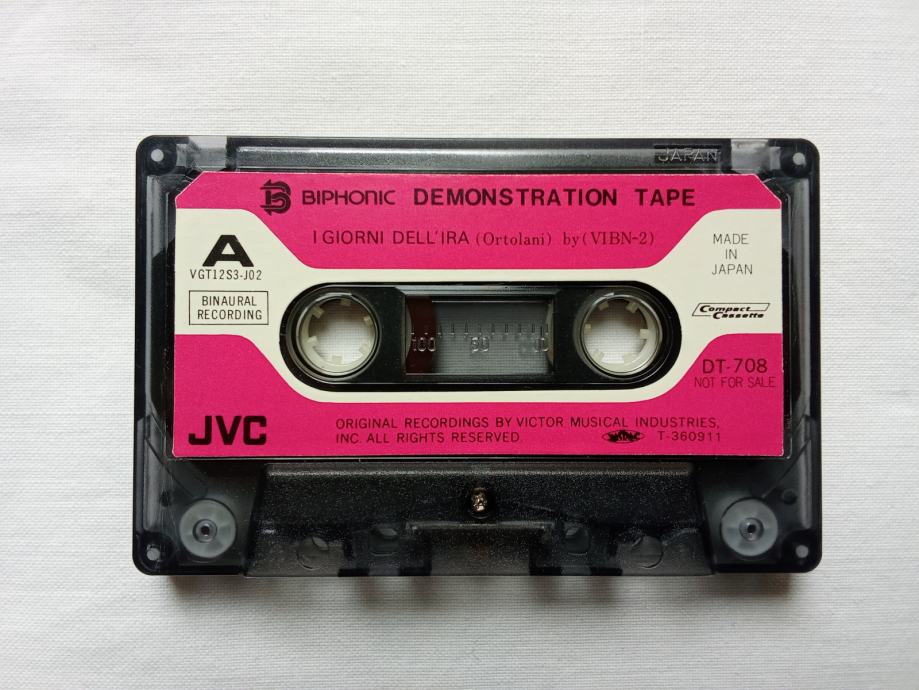 JAPAN
BIPHONIC DEMONSTRATION TAPE
I GIORNI DELL'IRA (Ortolani) by (VIBN-2)
A
VGT12S3-J02
BINAURAL
RECORDING
MADE
IN
JAPAN
Compact
Cassette
100 50 0
DT-708
NOT FOR SALE
JVC
ORIGINAL RECORDINGS BY VICTOR MUSICAL INDUSTRIES,
INC. ALL RIGHTS RESERVED.
T-360911